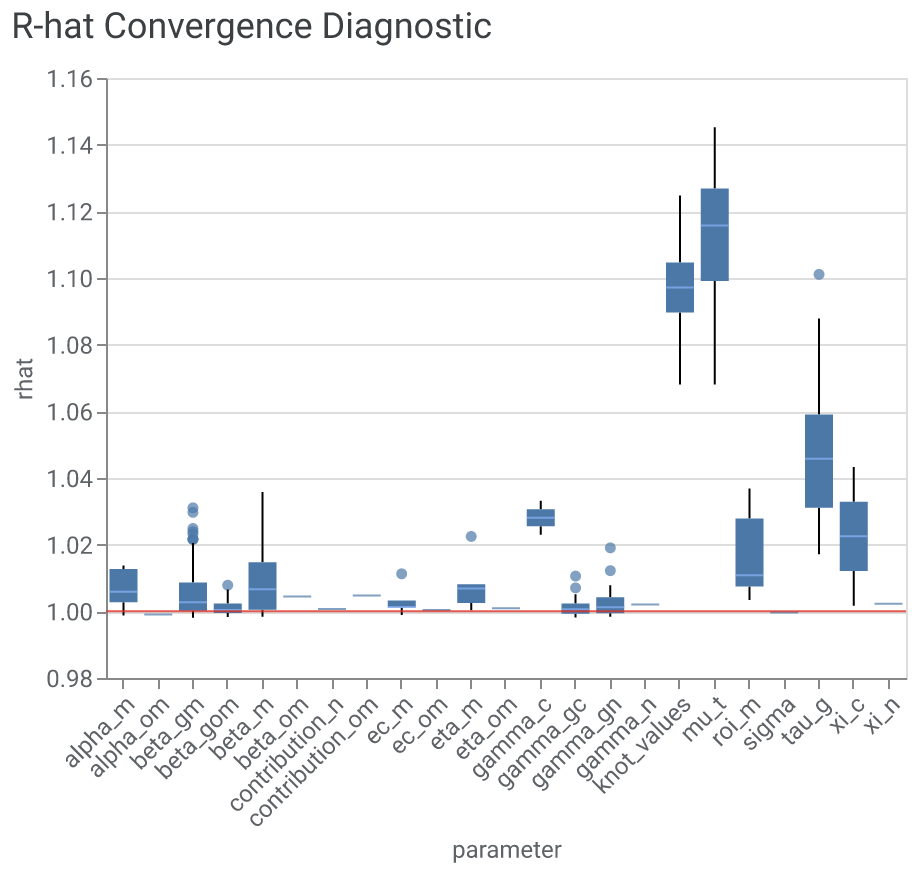 R-hat Convergence Diagnostic
1.16
1.14
1.12
1.10
1.08
1.06
1.04
1.02
1.00
0.98
rhat
alpha_m
alpha_om
beta_gm
beta_gom
beta_m
beta_om
contribution_n
contribution_om
ec_m
ec_om
eta_m
eta_om
gamma_c
gamma_gc
gamma_gn
gamma_n
knot_values
mu_t
roi_m
sigma
tau_g
xi_c
xi_n
parameter